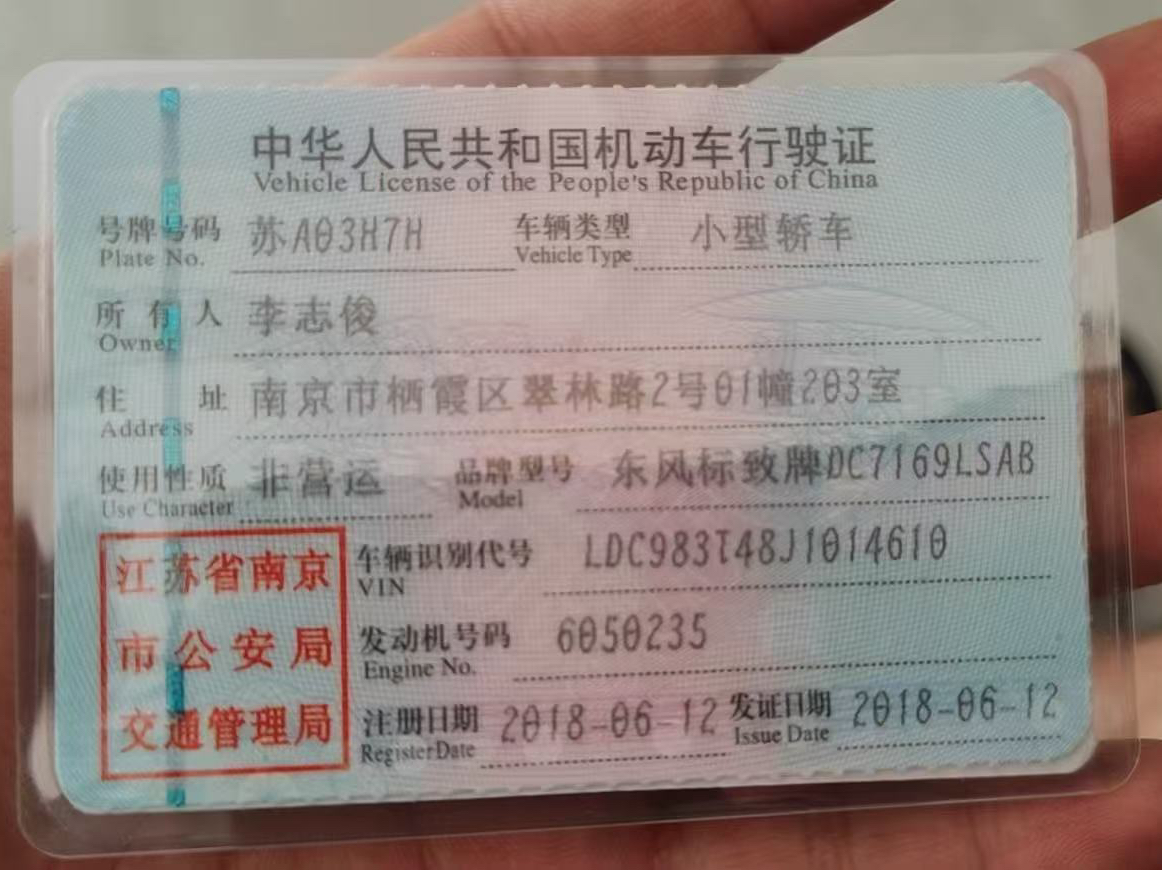 中华人民共和国机动车行驶证
Vehicle License of the People's Republic of China
号牌号码 苏A03H7H 车辆类型 小型轿车
Plate No. Vehicle Type
所有人 李志俊
Owner
住址 南京市栖霞区翠林路2号01幢203室
Address
使用性质 非营运 品牌型号 东风标致牌DC7169LSAB
Use Character Model
江苏省南京
市公安局
交通管理局
车辆识别代号 LDC983T48J1014610
VIN
发动机号码 6050235
Engine No.
注册日期 2018-06-12 发证日期 2018-06-12
Register Date Issue Date